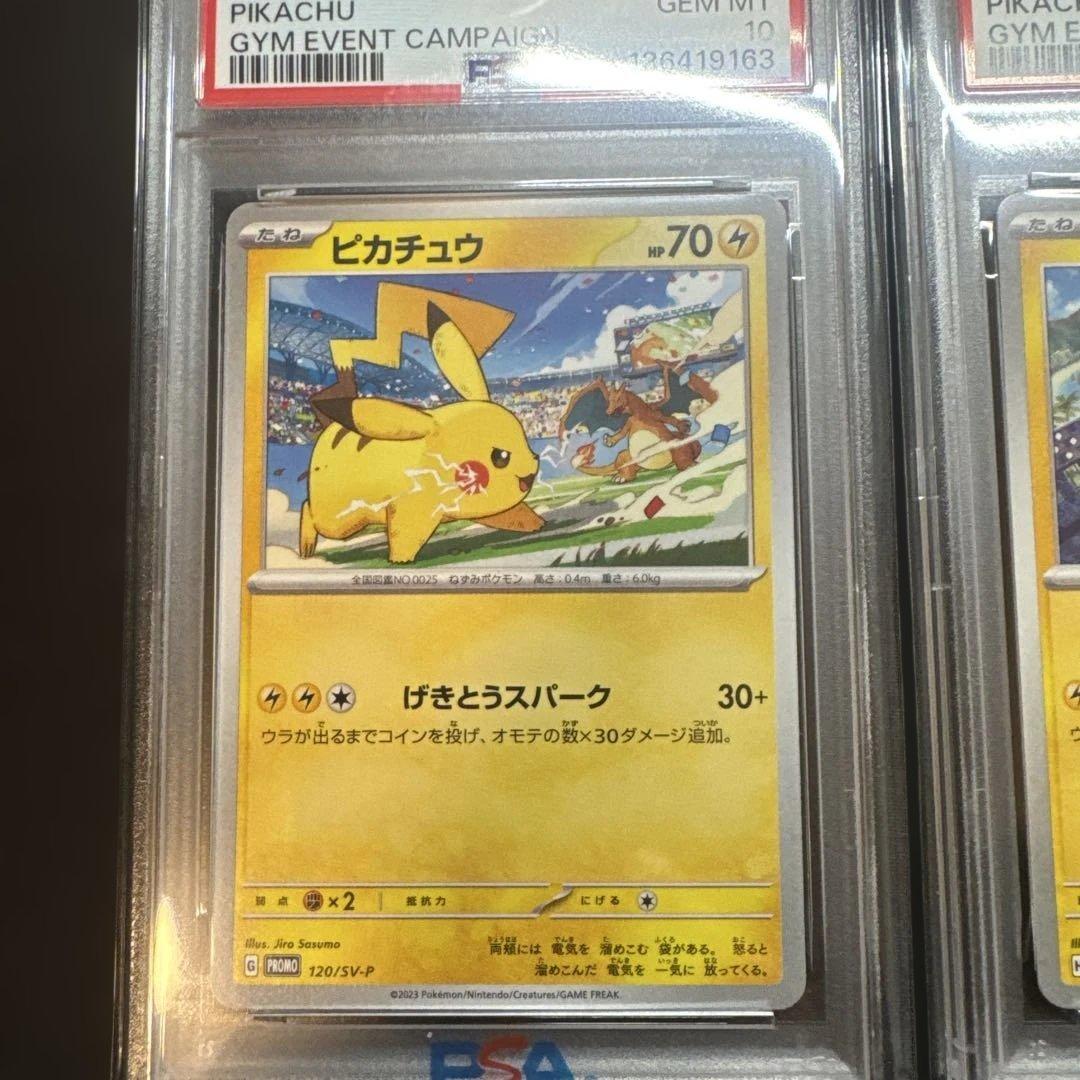 PIKACHU
GEM MT
GYM EVENT CAMPAIGN
10
136419163
PIKACH
GYM E
たね
ピカチュウ
HP70
全国図鑑NO.0025 ねずみポケモン 高さ:0.4m 重さ:6.0kg
げきとうスパーク 30+
ウラが出るまでコインを投げ、オモテの数×30ダメージ追加。
弱点 ×2 抵抗力 にげる
Illus. Jiro Sasumo
両頬には 電気を 溜めこむ 袋がある。 怒ると
溜めこんだ 電気を 一気に 放ってくる。
G PROMO 120/SV-P
©2023 Pokémon/Nintendo/Creatures/GAME FREAK.
PSA
たね